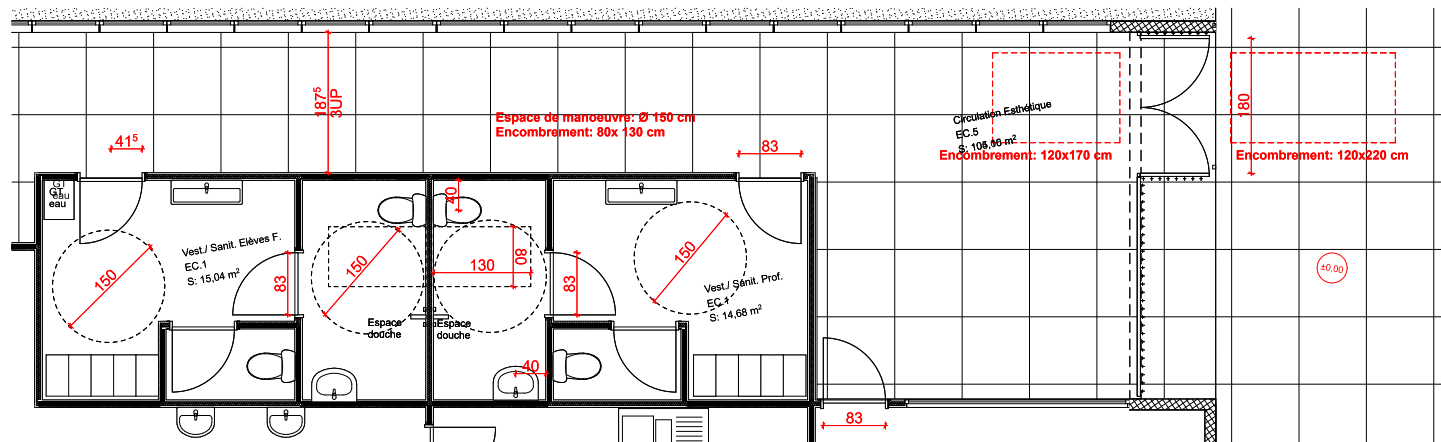 187⁵
3UP
41⁵
Espace de manoeuvre: Ø 150 cm
Encombrement: 80x 130 cm
83
Circulation Esthétique
EC.5
Encombrement: 120x170 cm
180
Encombrement: 120x220 cm
GT
eau
GT
eau
40
Vest./ Sanit. Elèves F.
EC.1
S: 15,04 m²
150
83
150
130
80
83
150
Vest./ Sanit. Prof.
EC.1
S: 14,68 m²
±0,00
Espace
douche
Espace
douche
40
83